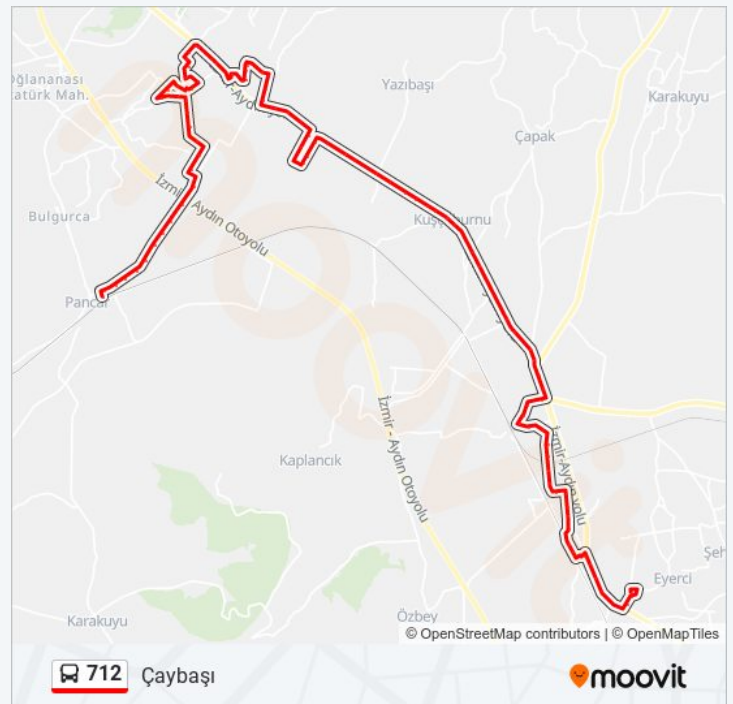 Oğlananası
Atatürk Mah.
Yazıbaşı
Karakuyu
Çapak
Bulgurca
İzmir - Aydın Otoyolu
Pancar
Kaplancık
İzmir - Aydın Otoyolu
İzmir-Aydın yolu
Eyerci
Karakuyu
Özbey
© OpenStreetMap contributors | © OpenMapTiles
712 Çaybaşı
moovit